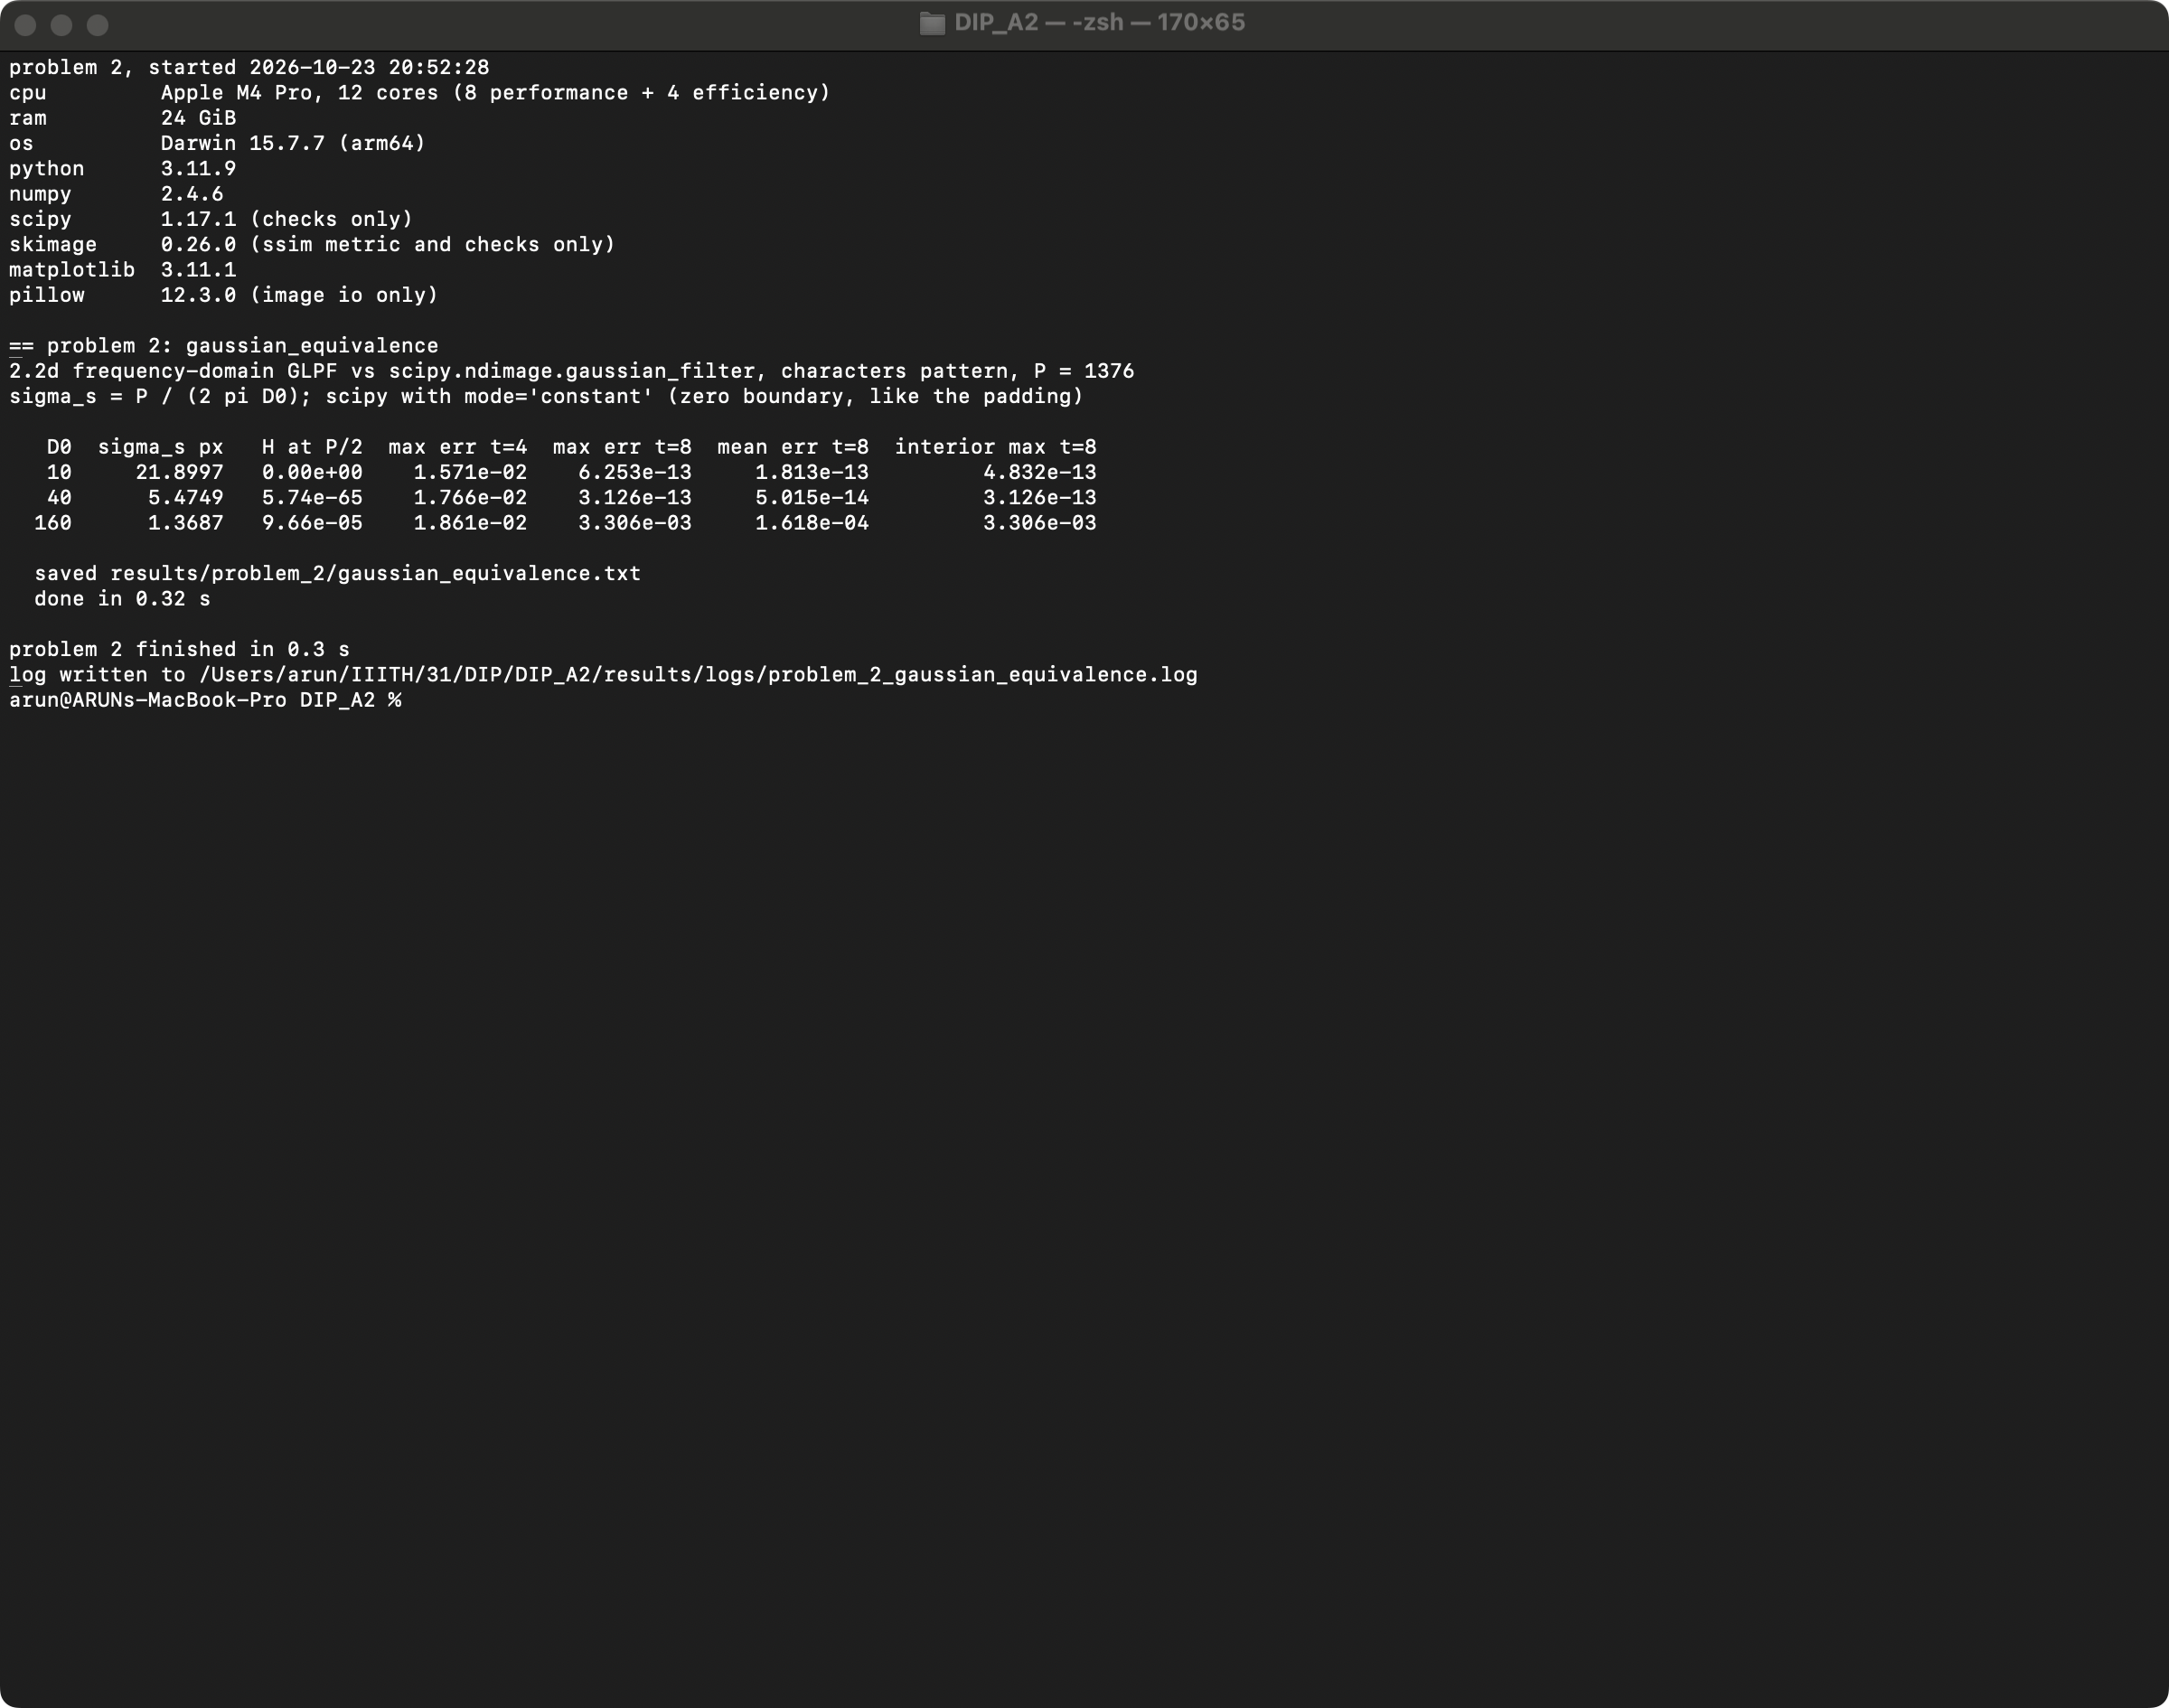 DIP_A2 — -zsh — 170×65
problem 2, started 2026-10-23 20:52:28
cpu         Apple M4 Pro, 12 cores (8 performance + 4 efficiency)
ram         24 GiB
os          Darwin 15.7.7 (arm64)
python      3.11.9
numpy       2.4.6
scipy       1.17.1 (checks only)
skimage     0.26.0 (ssim metric and checks only)
matplotlib  3.11.1
pillow      12.3.0 (image io only)
== problem 2: gaussian_equivalence
2.2d frequency-domain GLPF vs scipy.ndimage.gaussian_filter, characters pattern, P = 1376
sigma_s = P / (2 pi D0); scipy with mode='constant' (zero boundary, like the padding)
   D0  sigma_s px   H at P/2  max err t=4  max err t=8  mean err t=8  interior max t=8
   10     21.8997   0.00e+00    1.571e-02    6.253e-13     1.813e-13         4.832e-13
   40      5.4749   5.74e-65    1.766e-02    3.126e-13     5.015e-14         3.126e-13
  160      1.3687   9.66e-05    1.861e-02    3.306e-03     1.618e-04         3.306e-03
  saved results/problem_2/gaussian_equivalence.txt
  done in 0.32 s
problem 2 finished in 0.3 s
log written to /Users/arun/IIITH/31/DIP/DIP_A2/results/logs/problem_2_gaussian_equivalence.log
arun@ARUNs-MacBook-Pro DIP_A2 %